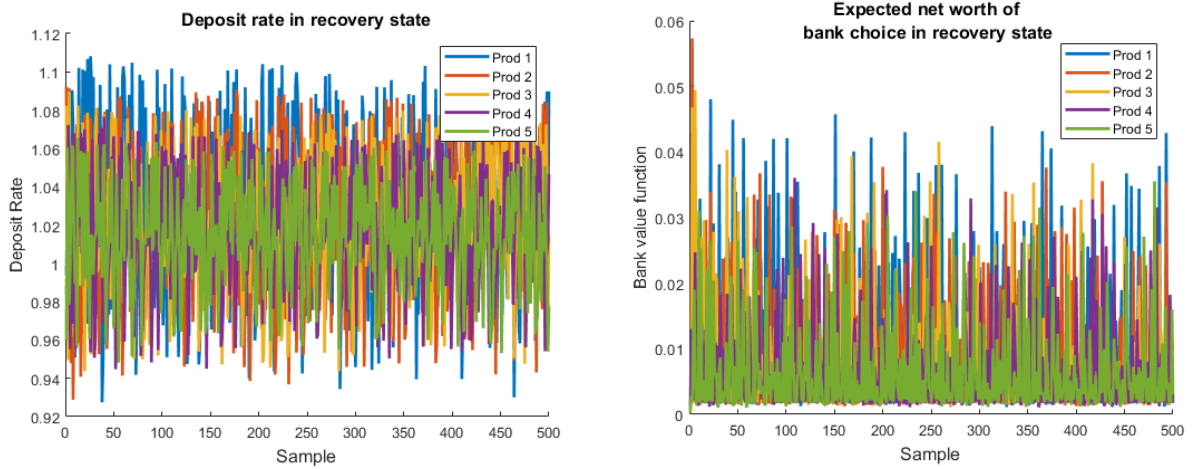 Deposit rate in recovery state
Deposit Rate
1.12
1.1
1.08
1.06
1.04
1.02
1
0.98
0.96
0.94
0.92
0
50
100
150
200
250
300
350
400
450
500
Sample
Prod 1
Prod 2
Prod 3
Prod 4
Prod 5
Expected net worth of
bank choice in recovery state
Bank value function
0.06
0.05
0.04
0.03
0.02
0.01
0
0
50
100
150
200
250
300
350
400
450
500
Sample
Prod 1
Prod 2
Prod 3
Prod 4
Prod 5